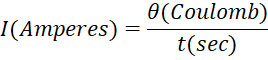 I(Amperes) = θ(Coulomb) / t(sec)